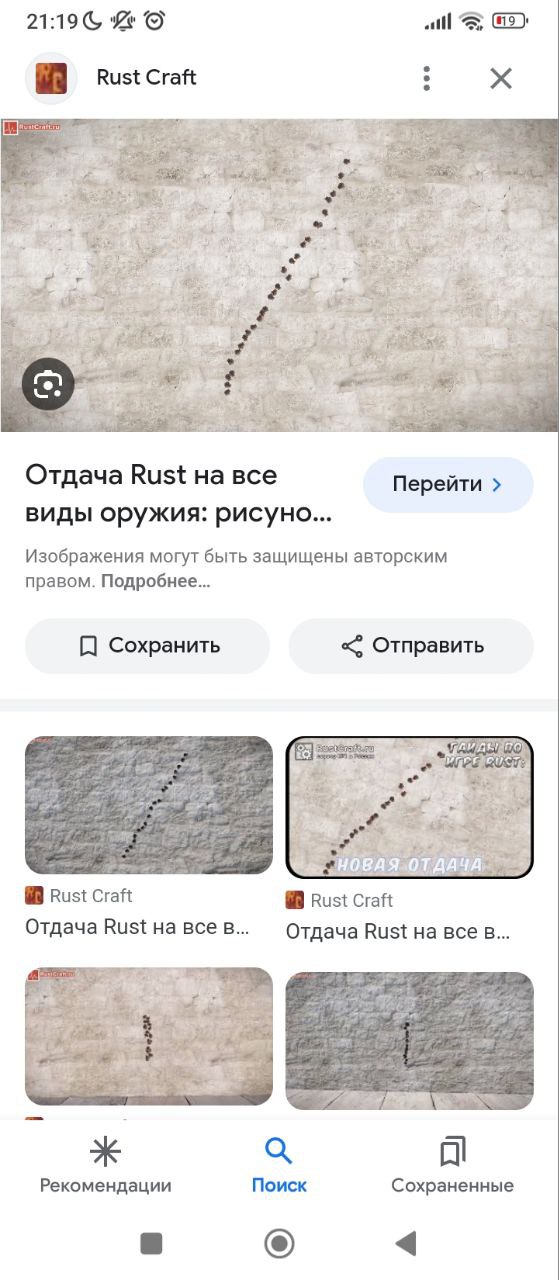 21:19
19
Rust Craft
RustCraft.ru
Отдача Rust на все
виды оружия: рисуно...
Перейти
Изображения могут быть защищены авторским
правом. Подробнее...
Сохранить
Отправить
RustCraft.ru
ГАЙДЫ ПО
ИГРЕ RUST:
НОВАЯ ОТДАЧА
Rust Craft
Отдача Rust на все в...
Rust Craft
Отдача Rust на все в...
RustCraft.ru
Рекомендации
Поиск
Сохраненные